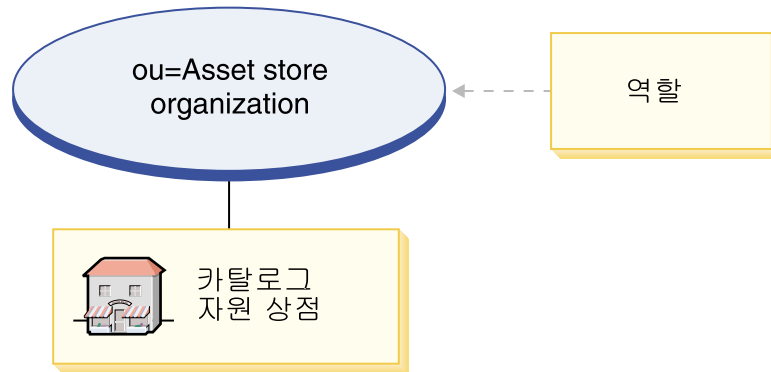 ou=Asset store
organization
역할
카탈로그
자원 상점